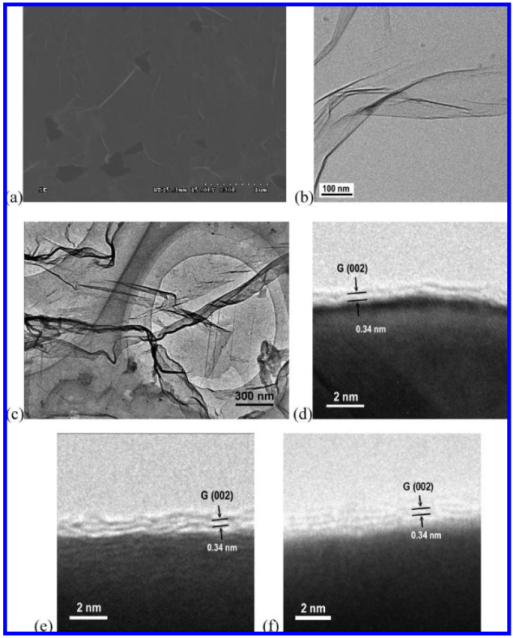 (a)
(b)
100 nm
(c)
300 nm
G (002)
0.34 nm
(d)
2 nm
G (002)
0.34 nm
(e)
2 nm
G (002)
0.34 nm
(f)
2 nm